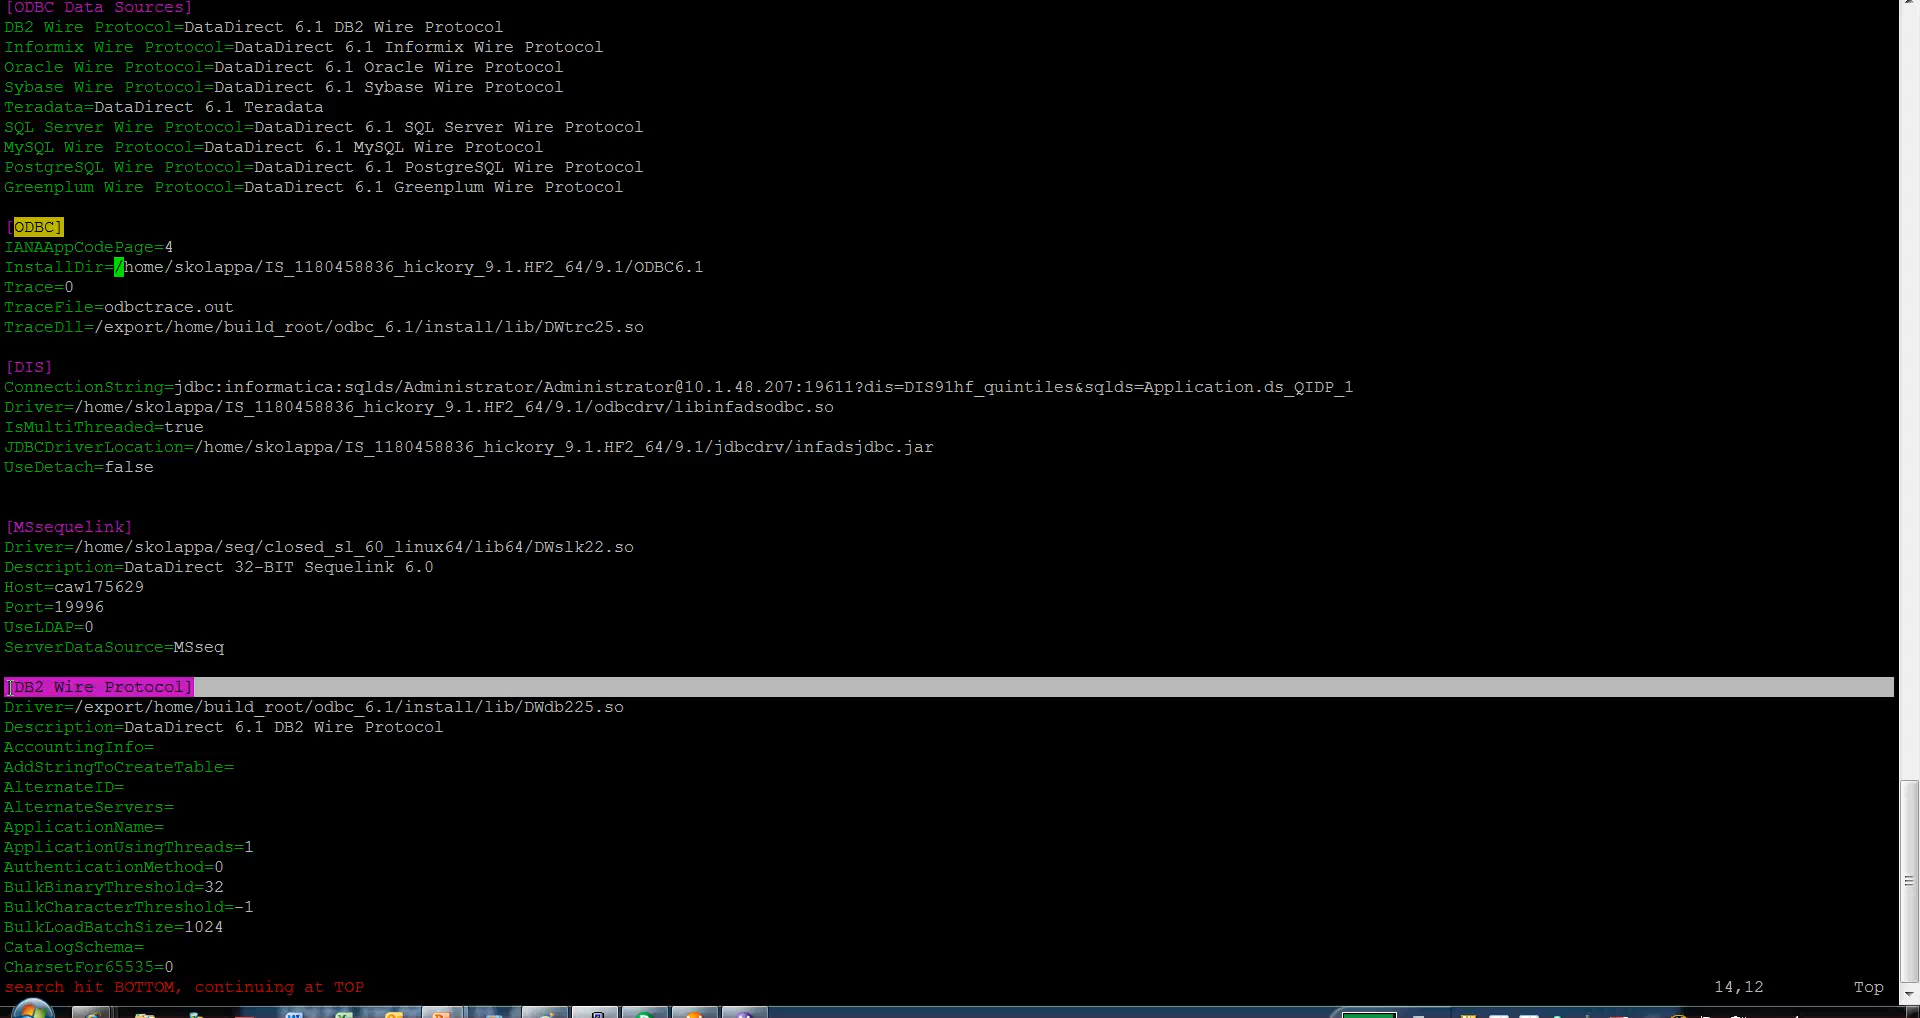 [ODBC Data Sources]
DB2 Wire Protocol=DataDirect 6.1 DB2 Wire Protocol
Informix Wire Protocol=DataDirect 6.1 Informix Wire Protocol
Oracle Wire Protocol=DataDirect 6.1 Oracle Wire Protocol
Sybase Wire Protocol=DataDirect 6.1 Sybase Wire Protocol
Teradata=DataDirect 6.1 Teradata
SQL Server Wire Protocol=DataDirect 6.1 SQL Server Wire Protocol
MySQL Wire Protocol=DataDirect 6.1 MySQL Wire Protocol
PostgreSQL Wire Protocol=DataDirect 6.1 PostgreSQL Wire Protocol
Greenplum Wire Protocol=DataDirect 6.1 Greenplum Wire Protocol
[ODBC]
IANAAppCodePage=4
InstallDir=/home/skolappa/IS_1180458836_hickory_9.1.HF2_64/9.1/ODBC6.1
Trace=0
TraceFile=odbctrace.out
TraceDll=/export/home/build_root/odbc_6.1/install/lib/DWtrc25.so
[DIS]
ConnectionString=jdbc:informatica:sqlds/Administrator/Administrator@10.1.48.207:19611?dis=DIS91hf_quintiles&sqlds=Application.ds_QIDP_1
Driver=/home/skolappa/IS_1180458836_hickory_9.1.HF2_64/9.1/odbcdrv/libinfadsodbc.so
IsMultiThreaded=true
JDBCDriverLocation=/home/skolappa/IS_1180458836_hickory_9.1.HF2_64/9.1/jdbcdrv/infadsjdbc.jar
UseDetach=false
[MSsequelink]
Driver=/home/skolappa/seq/closed_sl_60_linux64/lib64/DWslk22.so
Description=DataDirect 32-BIT Sequelink 6.0
Host=caw175629
Port=19996
UseLDAP=0
ServerDataSource=MSseq
[DB2 Wire Protocol]
Driver=/export/home/build_root/odbc_6.1/install/lib/DWdb225.so
Description=DataDirect 6.1 DB2 Wire Protocol
AccountingInfo=
AddStringToCreateTable=
AlternateID=
AlternateServers=
ApplicationName=
ApplicationUsingThreads=1
AuthenticationMethod=0
BulkBinaryThreshold=32
BulkCharacterThreshold=-1
BulkLoadBatchSize=1024
CatalogSchema=
CharsetFor65535=0
search hit BOTTOM, continuing at TOP 14,12 Top